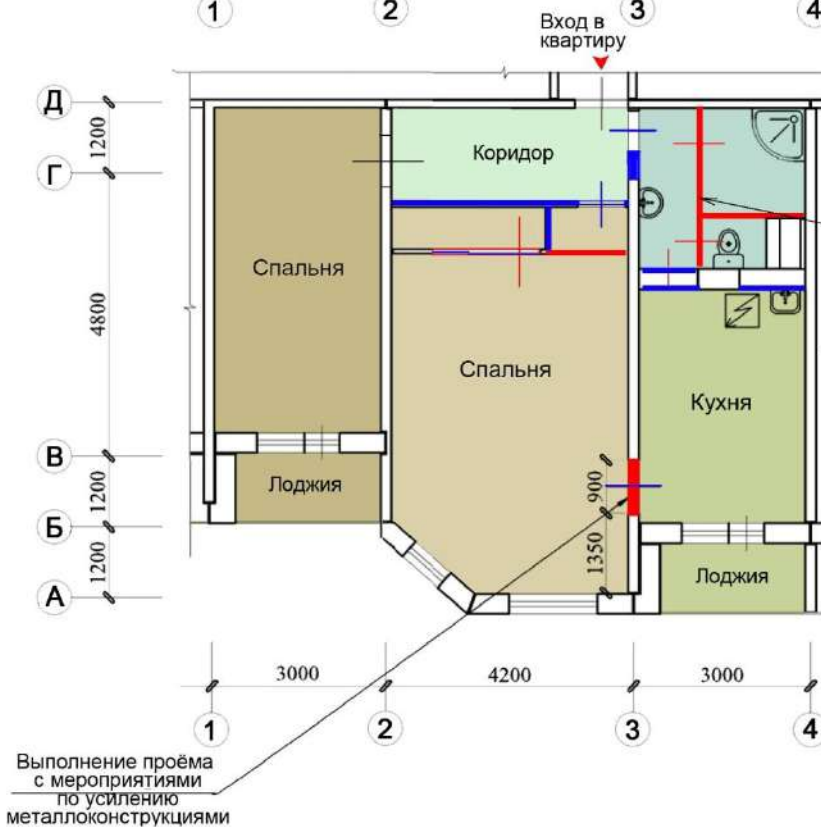 1
2
3
4
Вход в
квартиру
Д
Г
В
Б
А
1200
4800
1200
1200
Коридор
Спальня
Спальня
Кухня
Лоджия
900
1350
Лоджия
3000
4200
3000
1
2
3
4
Выполнение проёма
с мероприятиями
по усилению
металлоконструкциями